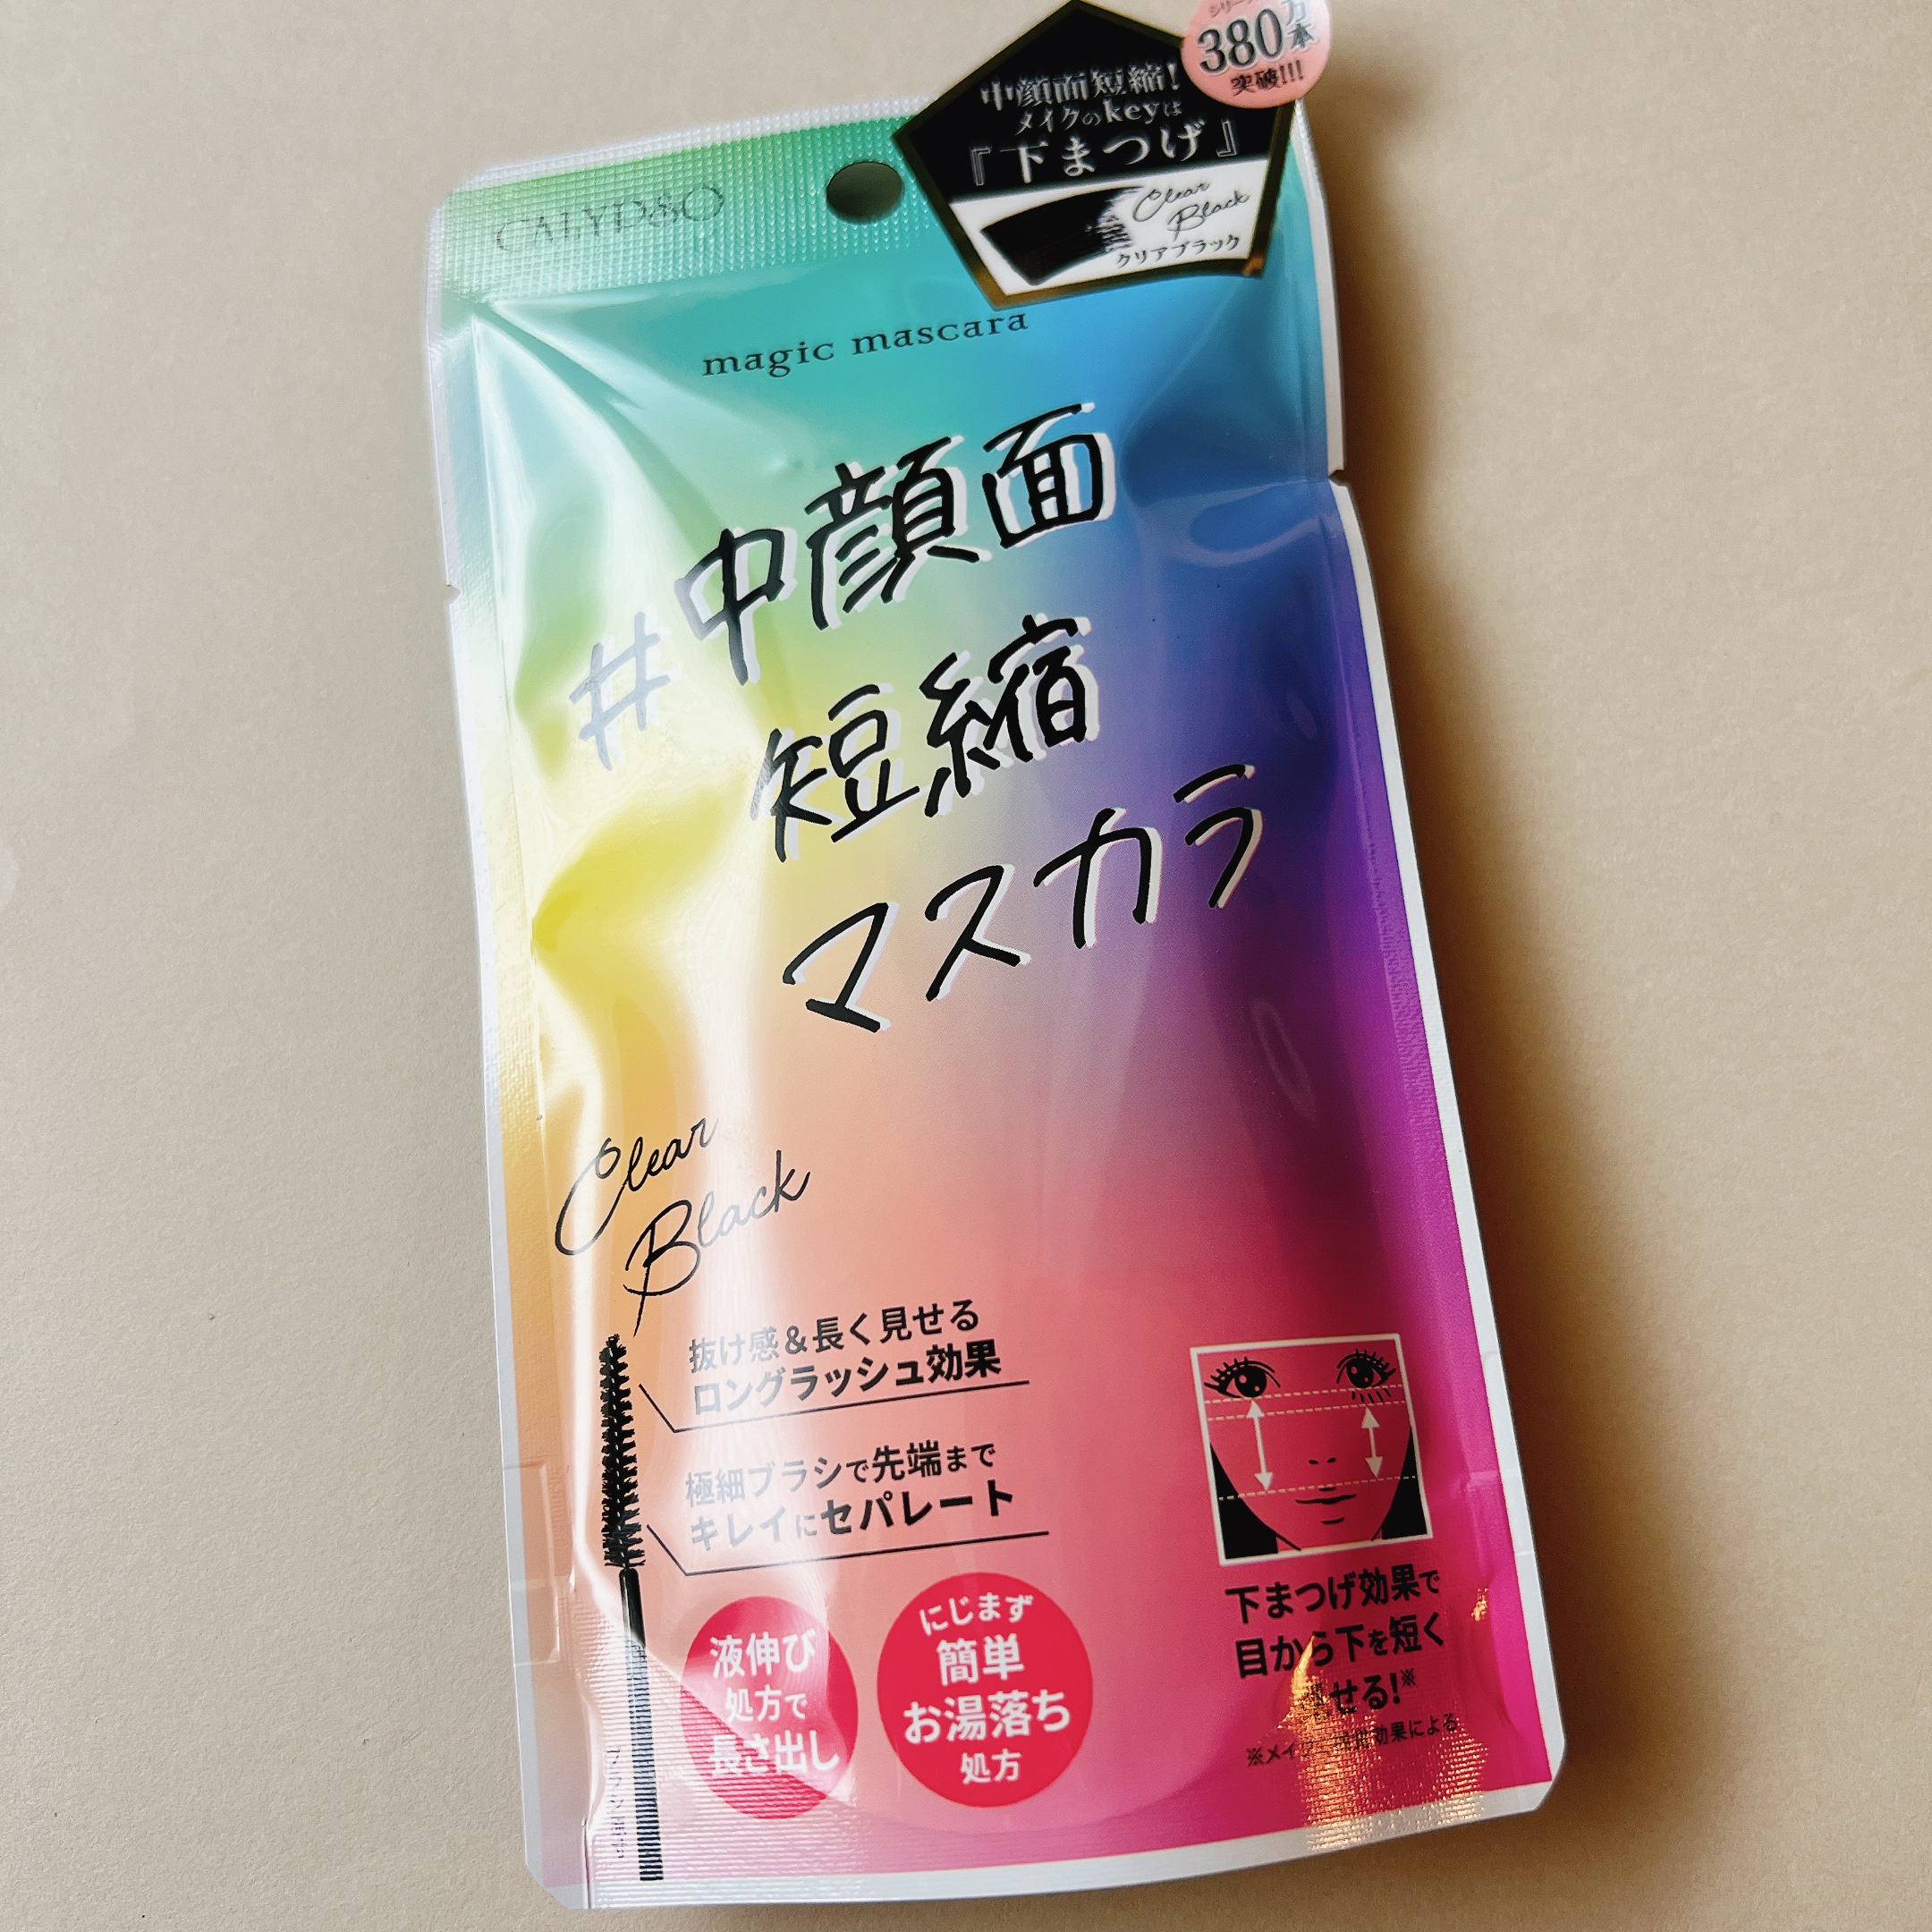 380万本
突破!!!
中顔面短縮!
メイクのkeyは
『下まつげ』
Clear
Black
クリアブラック
CALYPSO
magic mascara
#中顔面
短縮
マスカラ
Clear
Black
抜け感&長く見せる
ロングラッシュ効果
極細ブラシで先端まで
キレイにセパレート
液伸び
処方で
長さ出し
にじまず
簡単
お湯落ち
処方
下まつげ効果で
目から下を短く
せる!※
効果による